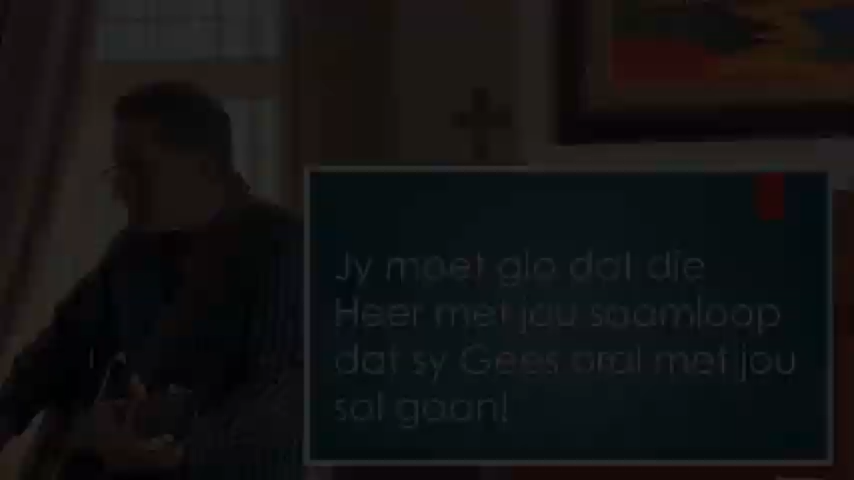 Jy moet glo dat die
Heer met jou saamloop
dat sy Gees oral met jou
sal gaan!